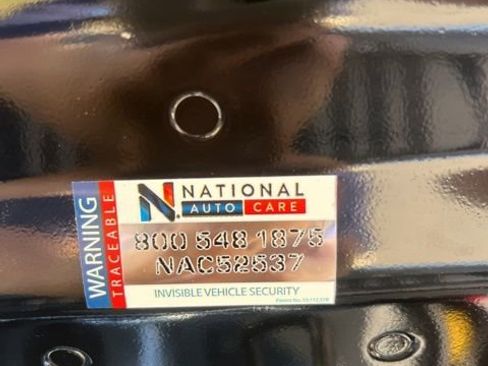 WARNING
TRACEABLE
N. NATIONAL
AUTO CARE
800 548 1875
NAC52537
INVISIBLE VEHICLE SECURITY